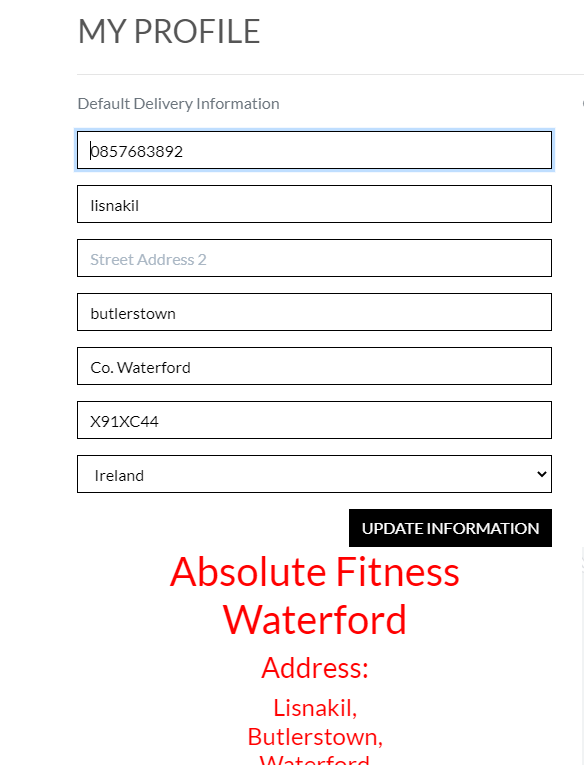 MY PROFILE
Default Delivery Information
0857683892
lisnakil
Street Address 2
butlerstown
Co. Waterford
X91XC44
Ireland
UPDATE INFORMATION
Absolute Fitness
Waterford
Address:
Lisnakil,
Butlerstown,
Waterford